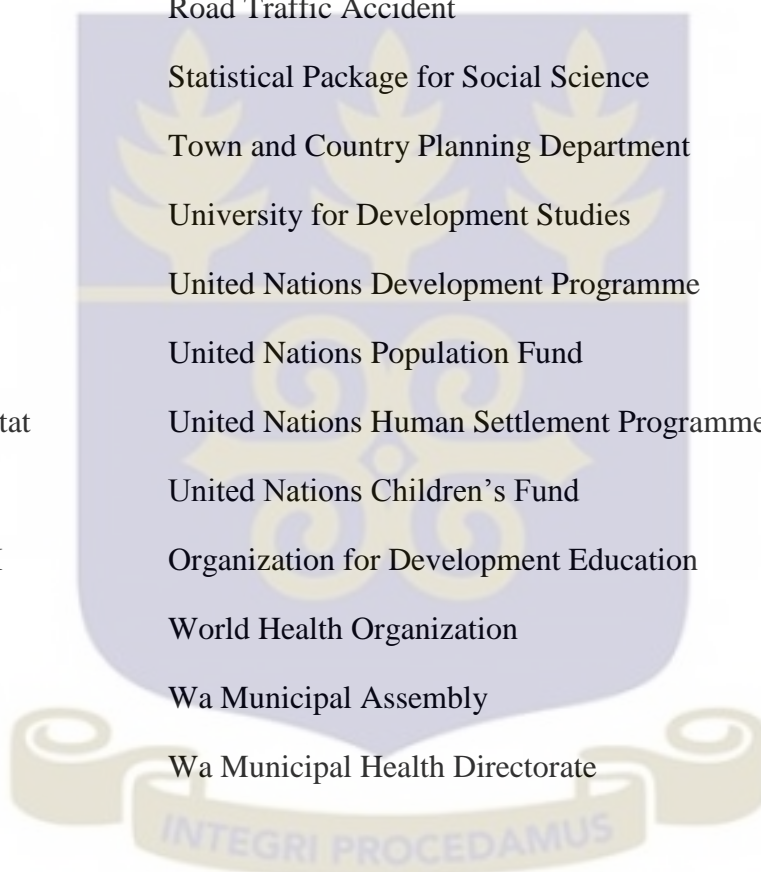 Road Traffic Accident
Statistical Package for Social Science
Town and Country Planning Department
University for Development Studies
United Nations Development Programme
United Nations Population Fund
tat United Nations Human Settlement Programme
United Nations Children’s Fund
Organization for Development Education
World Health Organization
Wa Municipal Assembly
Wa Municipal Health Directorate
INTEGRI PROCEDAMUS